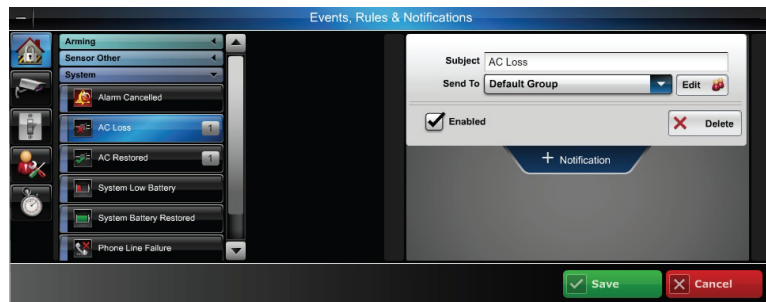 Events, Rules & Notifications
Arming
Sensor Other
System
Alarm Cancelled
AC Loss 1
AC Restored 1
System Low Battery
System Battery Restored
Phone Line Failure
Subject AC Loss
Send To Default Group Edit
Enabled Delete
+ Notification
Save Cancel